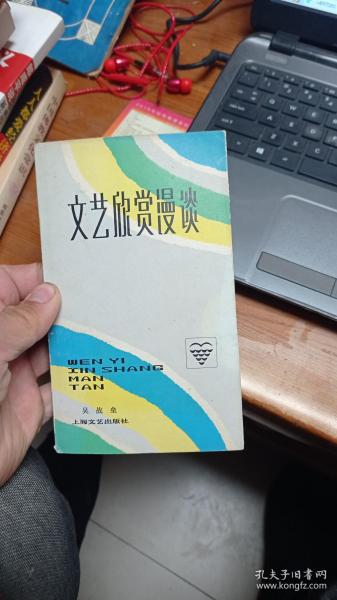 文艺欣赏漫谈
WEN YI
XIN SHANG
MAN
TAN
吴战垒
上海文艺出版社
孔夫子旧书网
www.kongfz.com